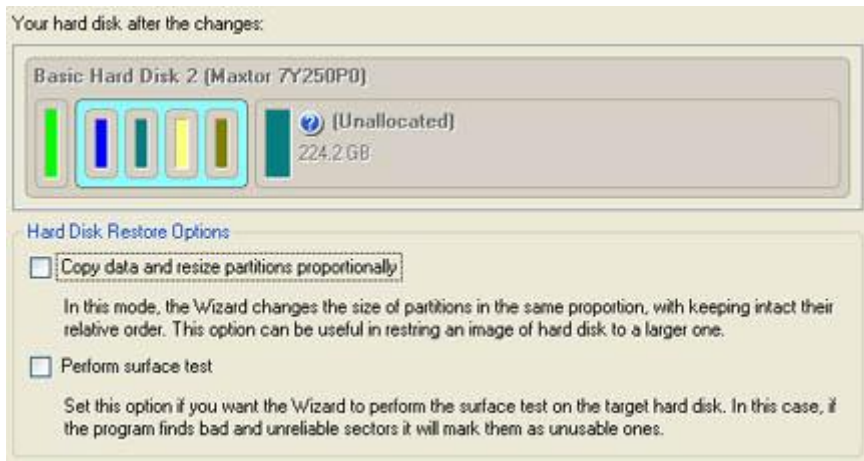 Your hard disk after the changes:
Basic Hard Disk 2 (Maxtor 7Y250P0)
(Unallocated)
224.2 GB
Hard Disk Restore Options
Copy data and resize partitions proportionally
In this mode, the Wizard changes the size of partitions in the same proportion, with keeping intact their
relative order. This option can be useful in restring an image of hard disk to a larger one.
Perform surface test
Set this option if you want the Wizard to perform the surface test on the target hard disk. In this case, if
the program finds bad and unreliable sectors it will mark them as unusable ones.